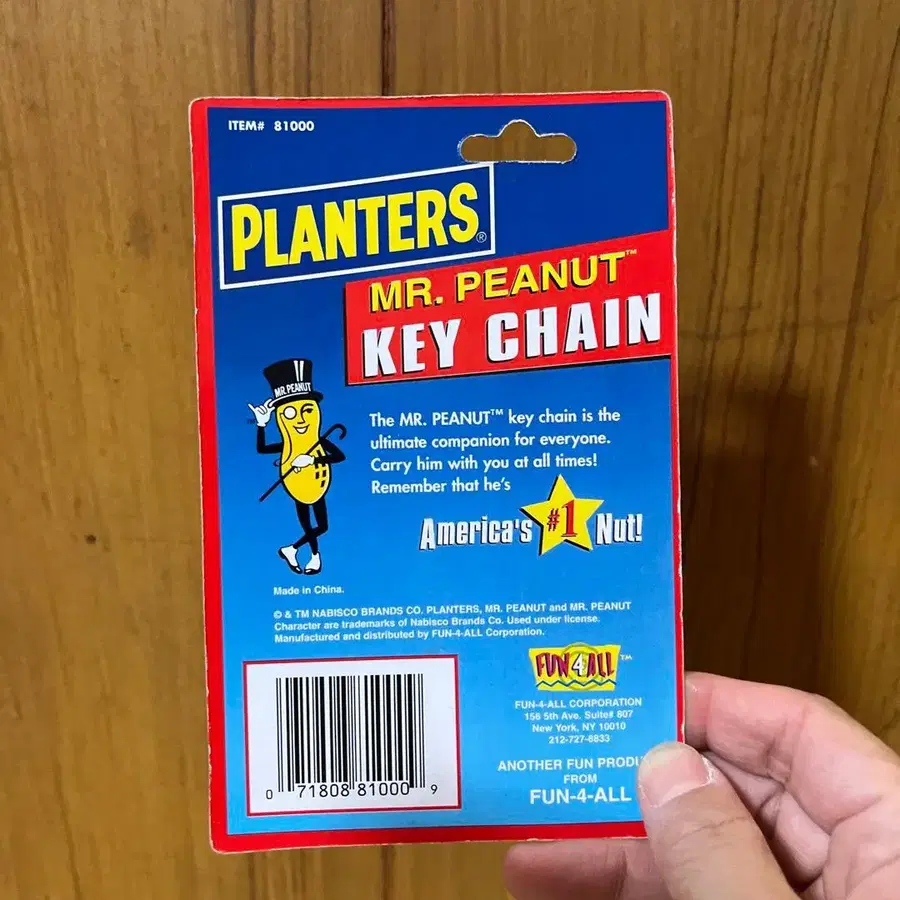 ITEM# 81000
PLANTERS®
MR. PEANUT™
KEY CHAIN
MR. PEANUT
™
The MR. PEANUT™ key chain is the
ultimate companion for everyone.
Carry him with you at all times!
Remember that he's
America's #1 Nut!
Made in China.
© & TM NABISCO BRANDS CO. PLANTERS, MR. PEANUT and MR. PEANUT
Character are trademarks of Nabisco Brands Co. Used under license.
Manufactured and distributed by FUN-4-ALL Corporation.
FUN 4 ALL™
FUN-4-ALL CORPORATION
156 5th Ave. Suite# 807
New York, NY 10010
212-727-8833
ANOTHER FUN
FROM
FUN-4-ALL
0 71808 81000 9